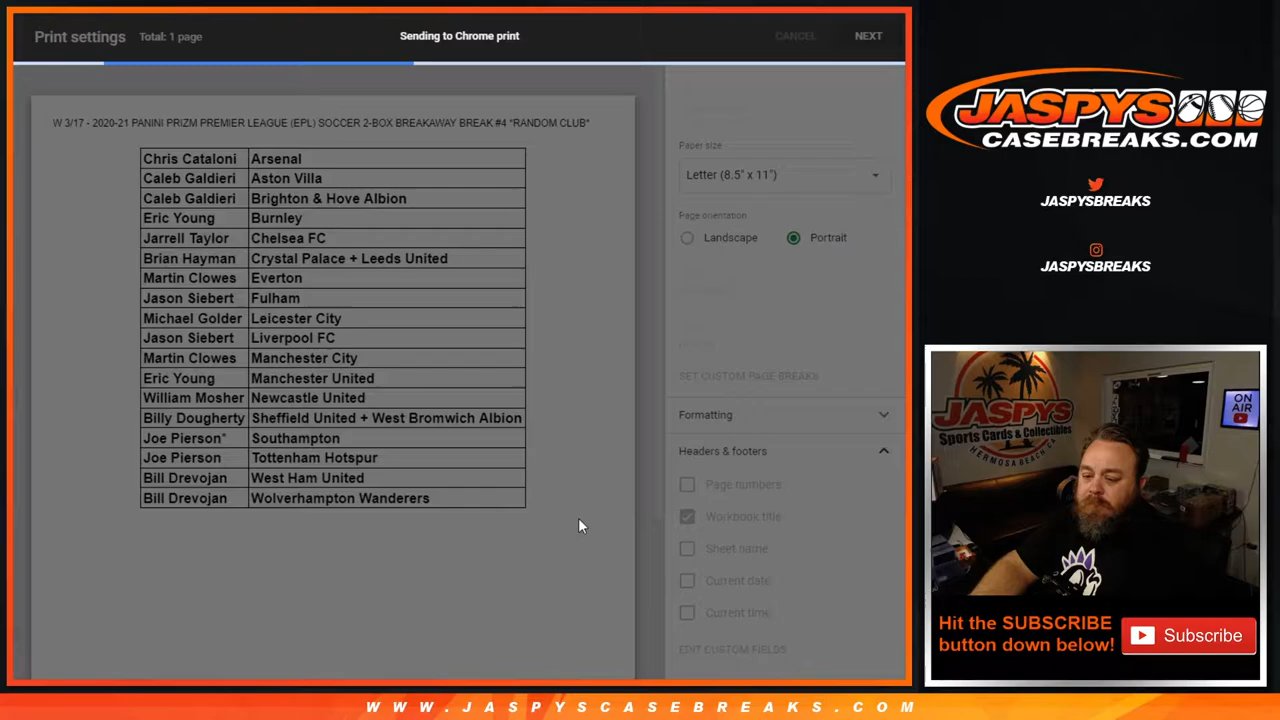 Print settings
Total: 1 page
Sending to Chrome print
CANCEL
NEXT
W 3/17 - 2020-21 PANINI PRIZM PREMIER LEAGUE (EPL) SOCCER 2-BOX BREAKAWAY BREAK #4 *RANDOM CLUB*
Chris Cataloni Arsenal
Caleb Galdieri Aston Villa
Caleb Galdieri Brighton & Hove Albion
Eric Young Burnley
Jarrell Taylor Chelsea FC
Brian Hayman Crystal Palace + Leeds United
Martin Clowes Everton
Jason Siebert Fulham
Michael Golder Leicester City
Jason Siebert Liverpool FC
Martin Clowes Manchester City
Eric Young Manchester United
William Mosher Newcastle United
Billy Dougherty Sheffield United + West Bromwich Albion
Joe Pierson* Southampton
Joe Pierson Tottenham Hotspur
Bill Drevojan West Ham United
Bill Drevojan Wolverhampton Wanderers
Paper size
Letter (8.5" x 11")
Page orientation
Landscape
Portrait
SET CUSTOM PAGE BREAKS
Formatting
Headers & footers
Page numbers
Workbook title
Sheet name
Current date
Current time
EDIT CUSTOM FIELDS
JASPYS
CASEBREAKS.COM
JASPYSBREAKS
JASPYSBREAKS
JASPYS
Sports Cards & Collectibles
HERMOSA BEACH CA
ON
AIR
Hit the SUBSCRIBE
button down below!
Subscribe
WWW.JASPYSCASEBREAKS.COM